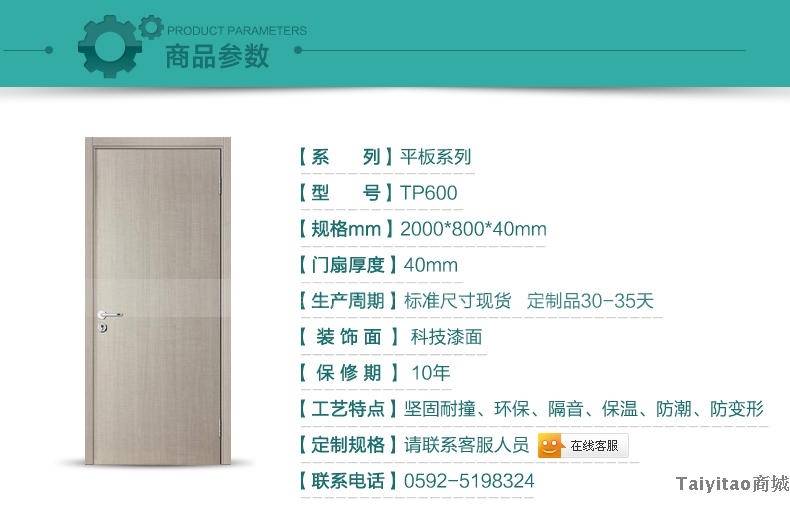 PRODUCT PARAMETERS
商品参数
【系 列】平板系列
【型 号】TP600
【规格mm】2000*800*40mm
【门扇厚度】40mm
【生产周期】标准尺寸现货 定制品30-35天
【装饰面】科技漆面
【保修期】10年
【工艺特点】坚固耐撞、环保、隔音、保温、防潮、防变形
【定制规格】请联系客服人员 在线客服
【联系电话】0592-5198324
Taiyitao商城